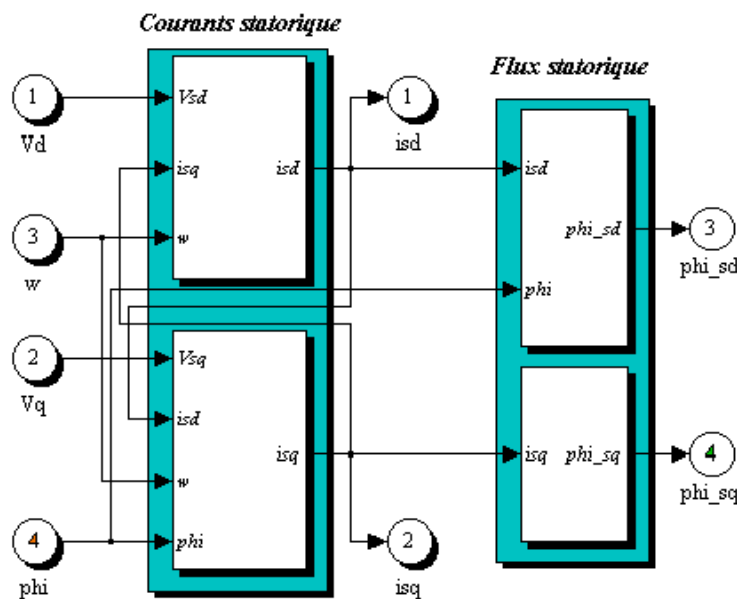 Courants statorique
Flux statorique
1
Vd
3
w
2
Vq
4
phi
Vsd
isq
w
isd
Vsq
isd
w
phi
isq
1
isd
2
isq
isd
phi
phi_sd
isq
phi_sq
3
phi_sd
4
phi_sq